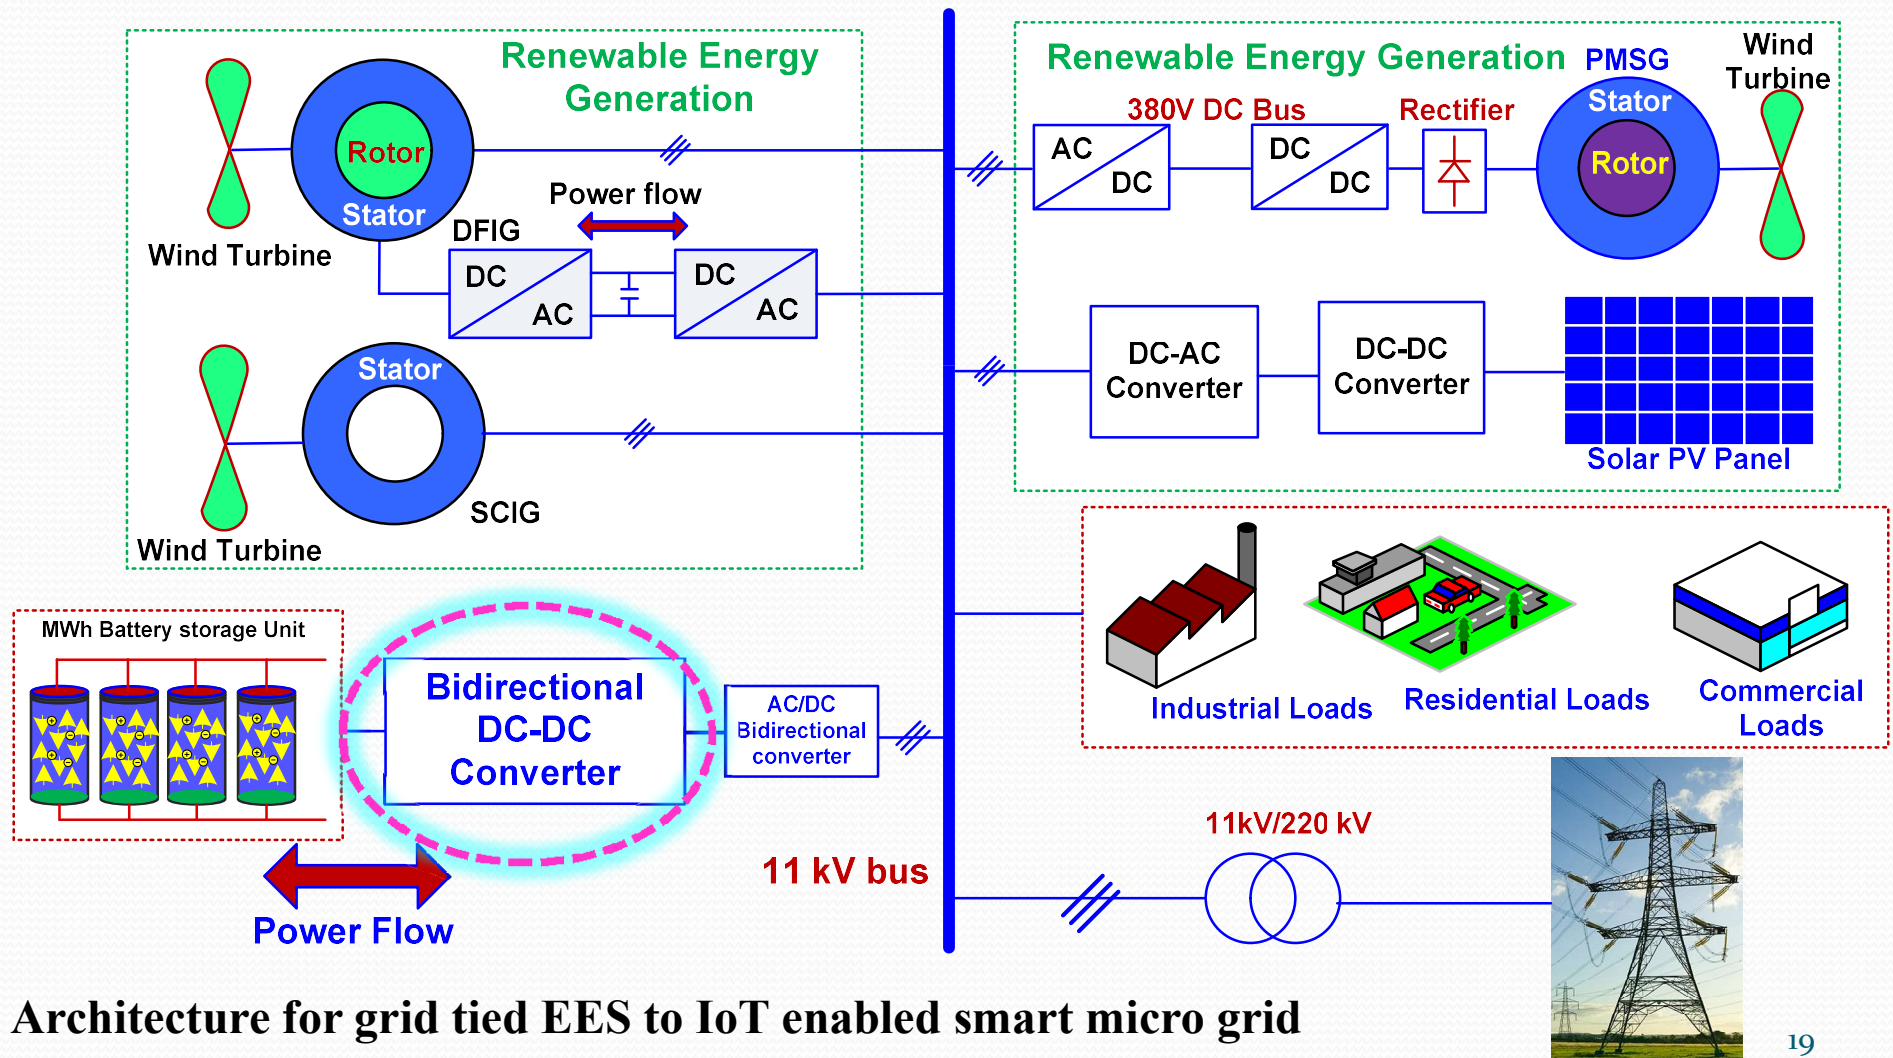 Renewable Energy
Generation
Rotor
Stator
Wind Turbine
Power flow
DFIG
DC
AC
DC
AC
Stator
SCIG
Wind Turbine
Renewable Energy Generation
PMSG
Wind
Turbine
380V DC Bus
Rectifier
Stator
Rotor
AC
DC
DC
DC
DC-AC
Converter
DC-DC
Converter
Solar PV Panel
MWh Battery storage Unit
Bidirectional
DC-DC
Converter
AC/DC
Bidirectional
converter
Power Flow
11 kV bus
Industrial Loads
Residential Loads
Commercial
Loads
11kV/220 kV
Architecture for grid tied EES to IoT enabled smart micro grid
19